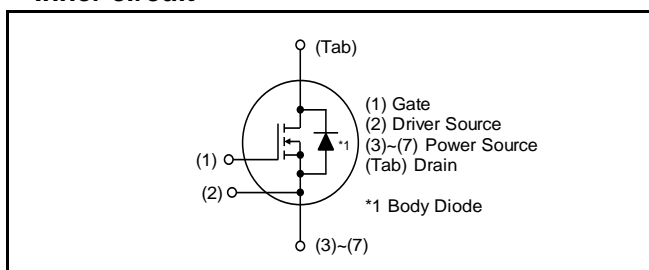 Inner circuit
(Tab)
(1) Gate
(2) Driver Source
(3)~(7) Power Source
(Tab) Drain
*1
(1)
(2)
*1 Body Diode
(3)~(7)